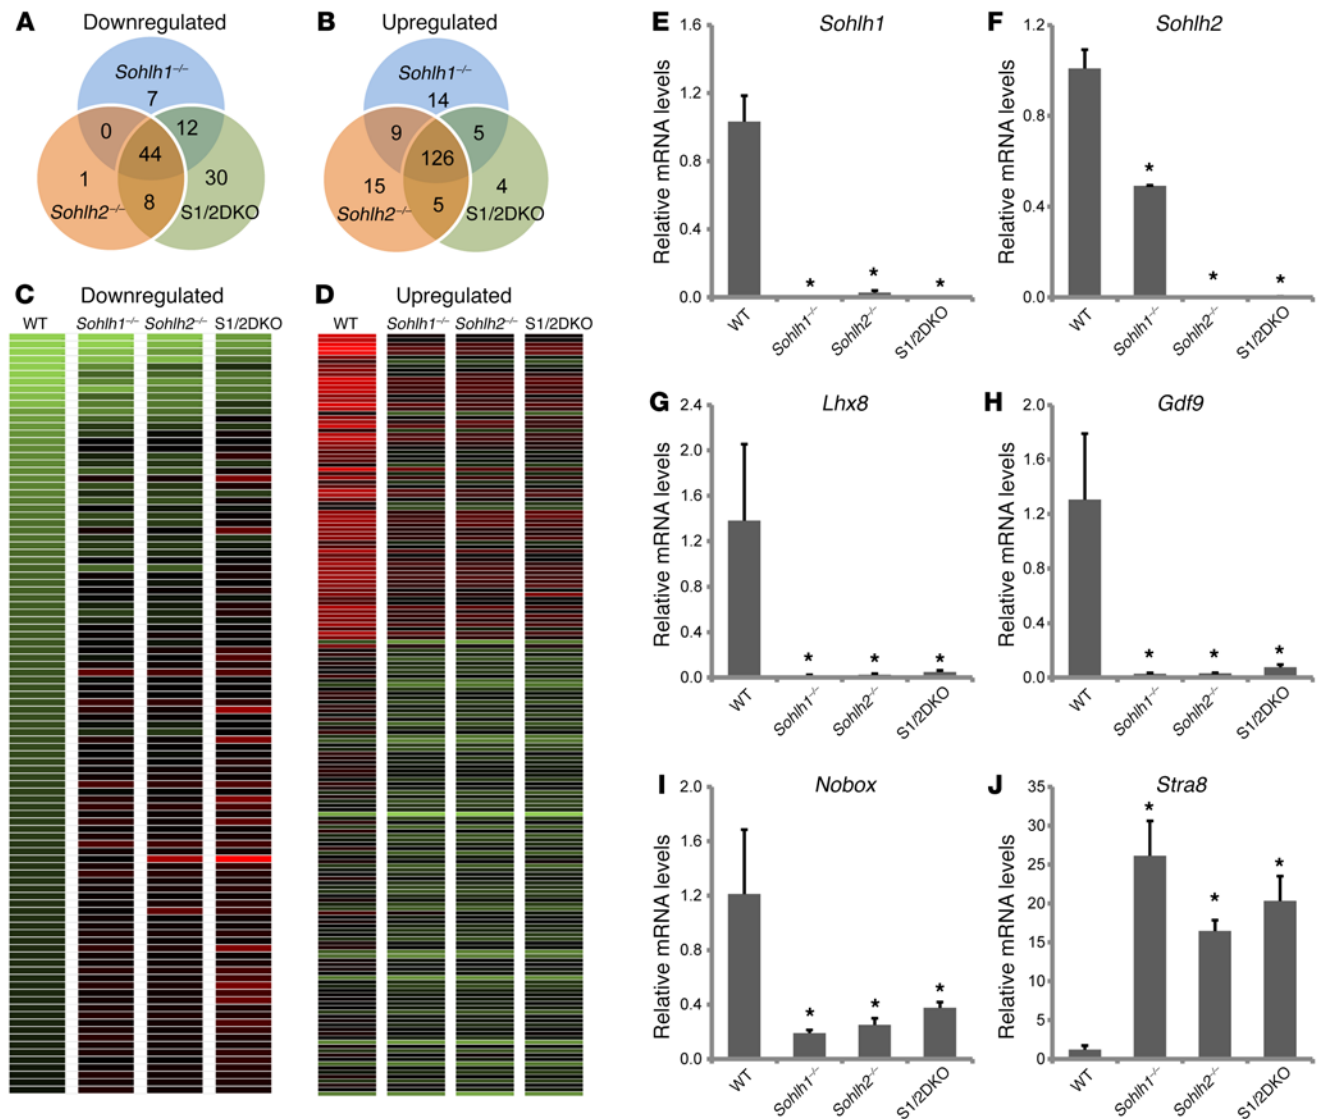 A Downregulated
Sohlh1–/–
7
0
12
44
1
30
8
Sohlh2–/–
S1/2DKO
B Upregulated
Sohlh1–/–
14
9
5
126
15
4
5
Sohlh2–/–
S1/2DKO
C Downregulated
WT Sohlh1–/– Sohlh2–/– S1/2DKO
D Upregulated
WT Sohlh1–/– Sohlh2–/– S1/2DKO
E Sohlh1
Relative mRNA levels
1.6
1.2
0.8
0.4
0.0
* * *
WT Sohlh1–/– Sohlh2–/– S1/2DKO
F Sohlh2
Relative mRNA levels
1.2
0.8
0.4
0.0
* * *
WT Sohlh1–/– Sohlh2–/– S1/2DKO
G Lhx8
Relative mRNA levels
2.4
2.0
1.6
1.2
0.8
0.4
0.0
* * *
WT Sohlh1–/– Sohlh2–/– S1/2DKO
H Gdf9
Relative mRNA levels
2.0
1.6
1.2
0.8
0.4
0.0
* * *
WT Sohlh1–/– Sohlh2–/– S1/2DKO
I Nobox
Relative mRNA levels
2.0
1.6
1.2
0.8
0.4
0.0
* * *
WT Sohlh1–/– Sohlh2–/– S1/2DKO
J Stra8
Relative mRNA levels
35
30
25
20
15
10
5
0
* * *
WT Sohlh1–/– Sohlh2–/– S1/2DKO